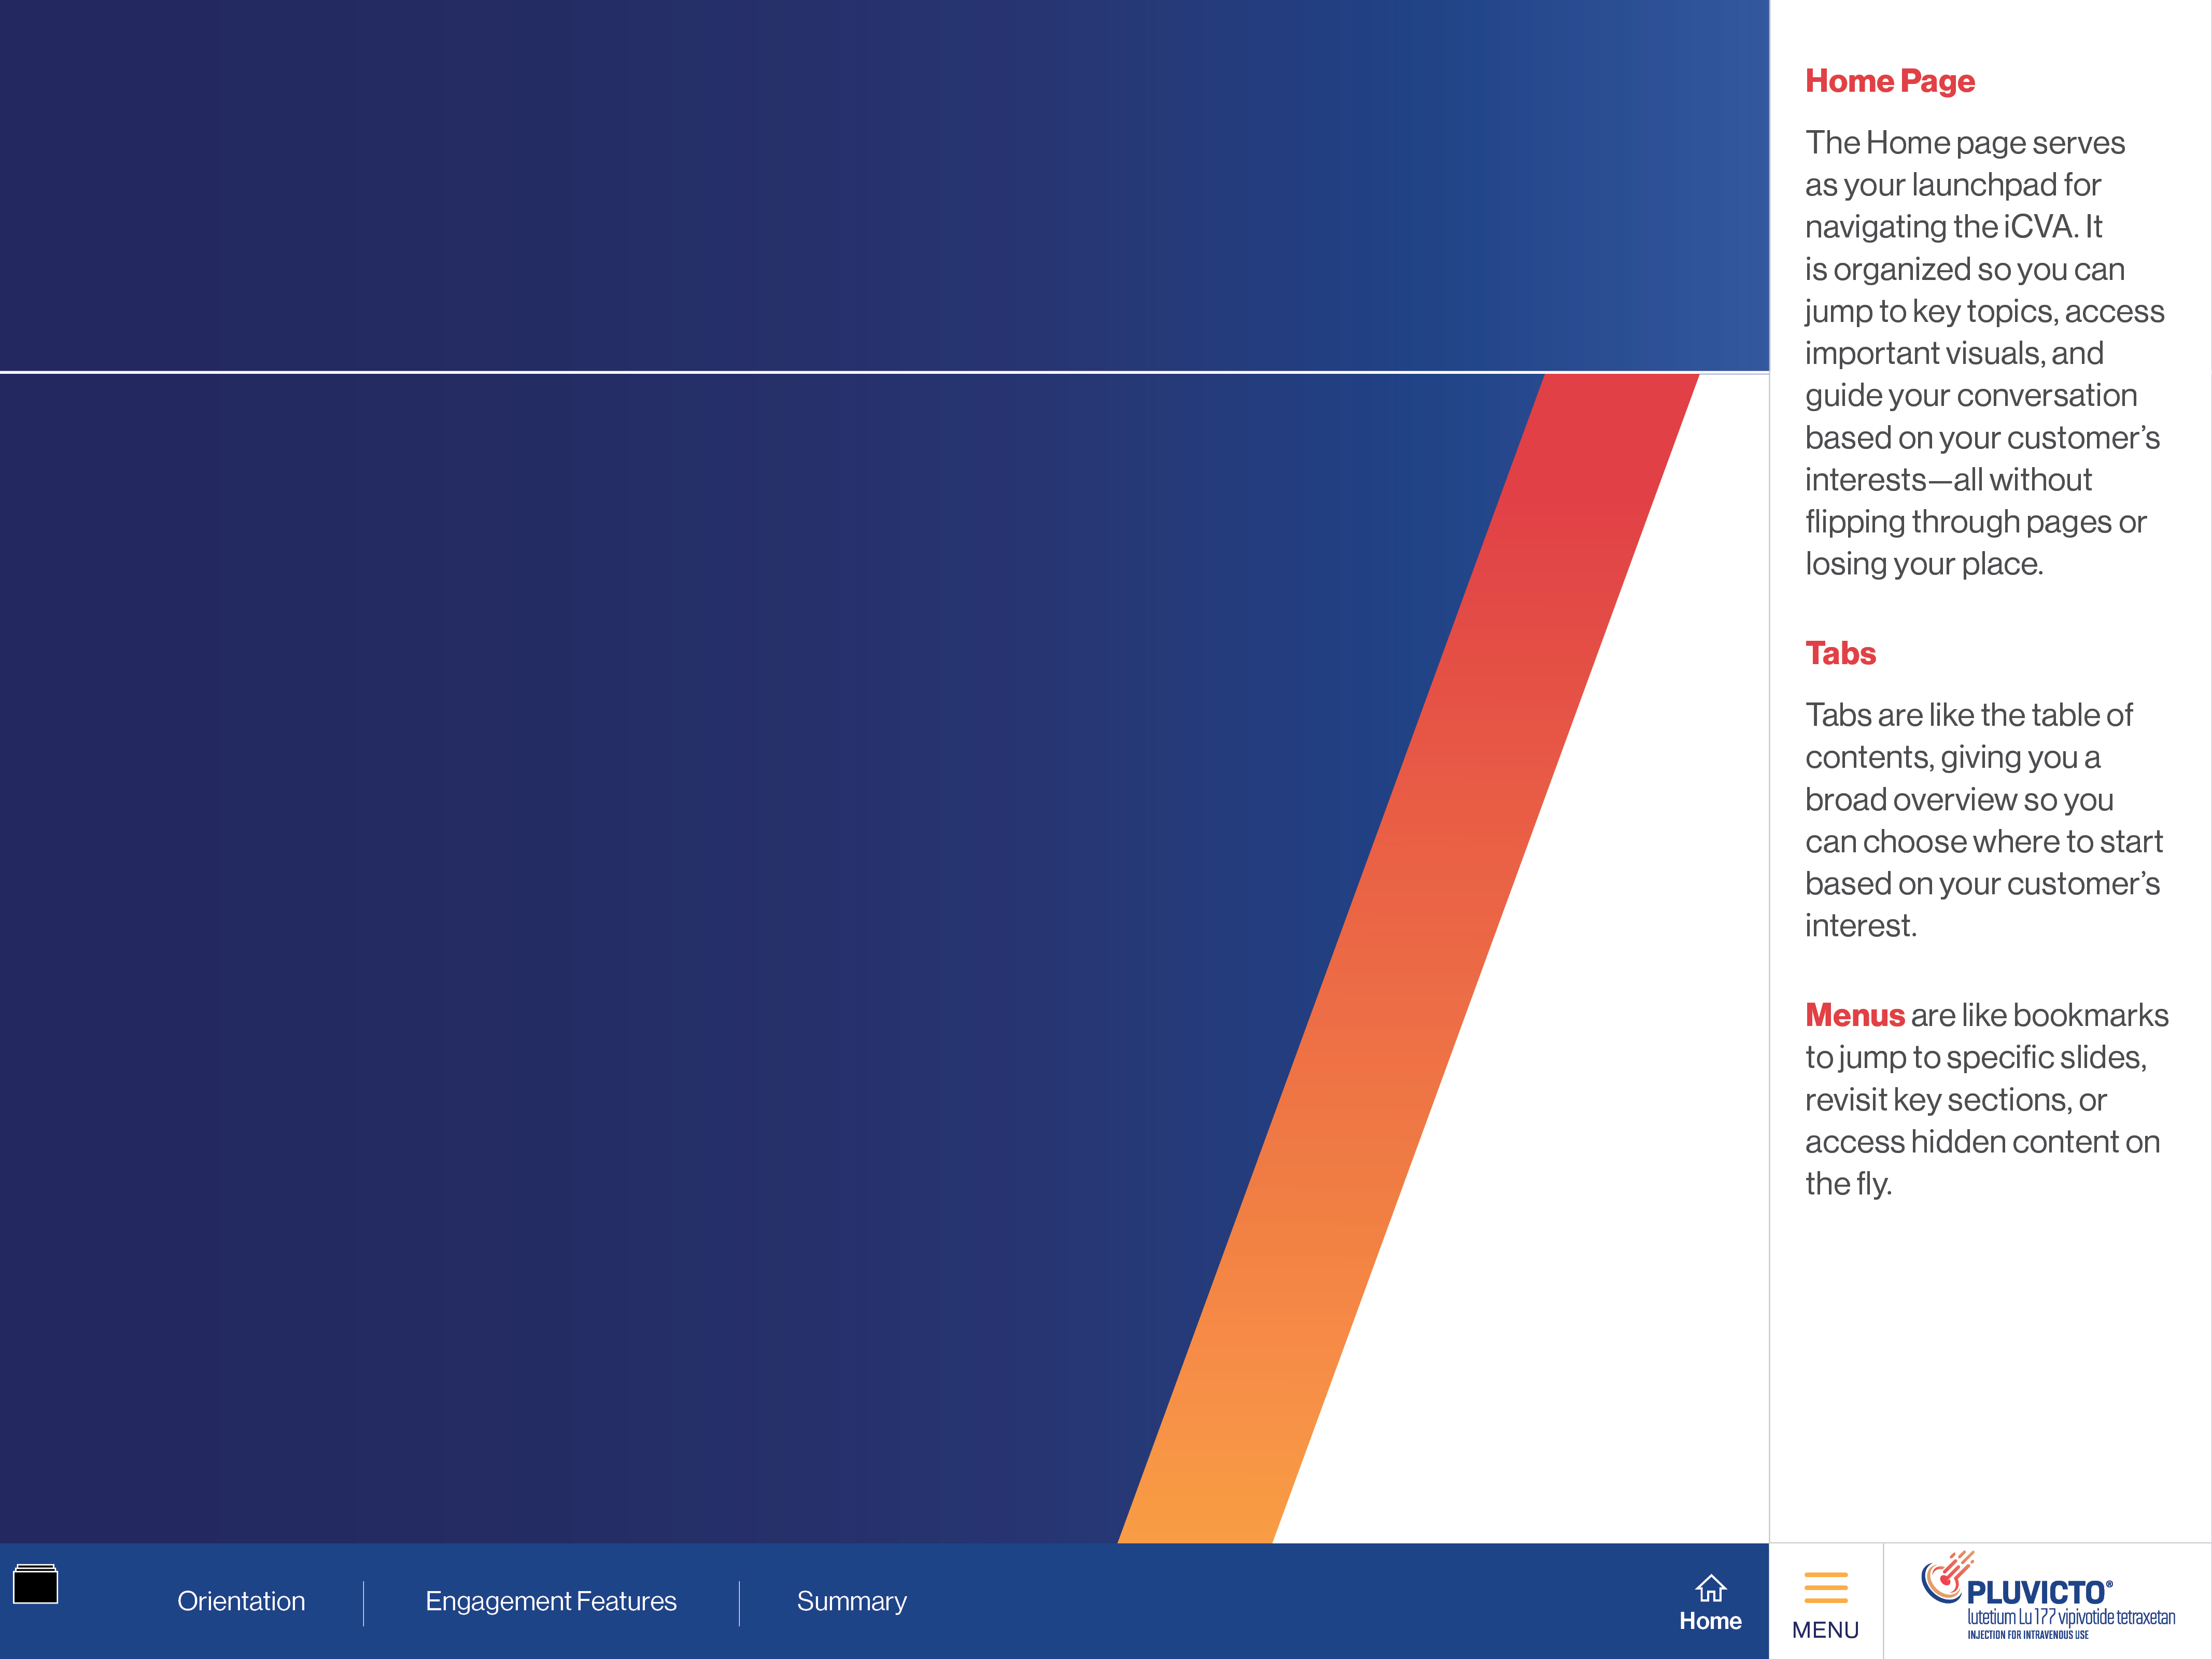 Home Page
The Home page serves
as your launchpad for
navigating the iCVA. It
is organized so you can
jump to key topics, access
important visuals, and
guide your conversation
based on your customer’s
interests—all without
flipping through pages or
losing your place.
Tabs
Tabs are like the table of
contents, giving you a
broad overview so you
can choose where to start
based on your customer’s
interest.
Menus are like bookmarks
to jump to specific slides,
revisit key sections, or
access hidden content on
the fly.
Orientation
Engagement Features
Summary
Home
MENU
PLUVICTO®
lutetium Lu 177 vipivotide tetraxetan
INJECTION FOR INTRAVENOUS USE